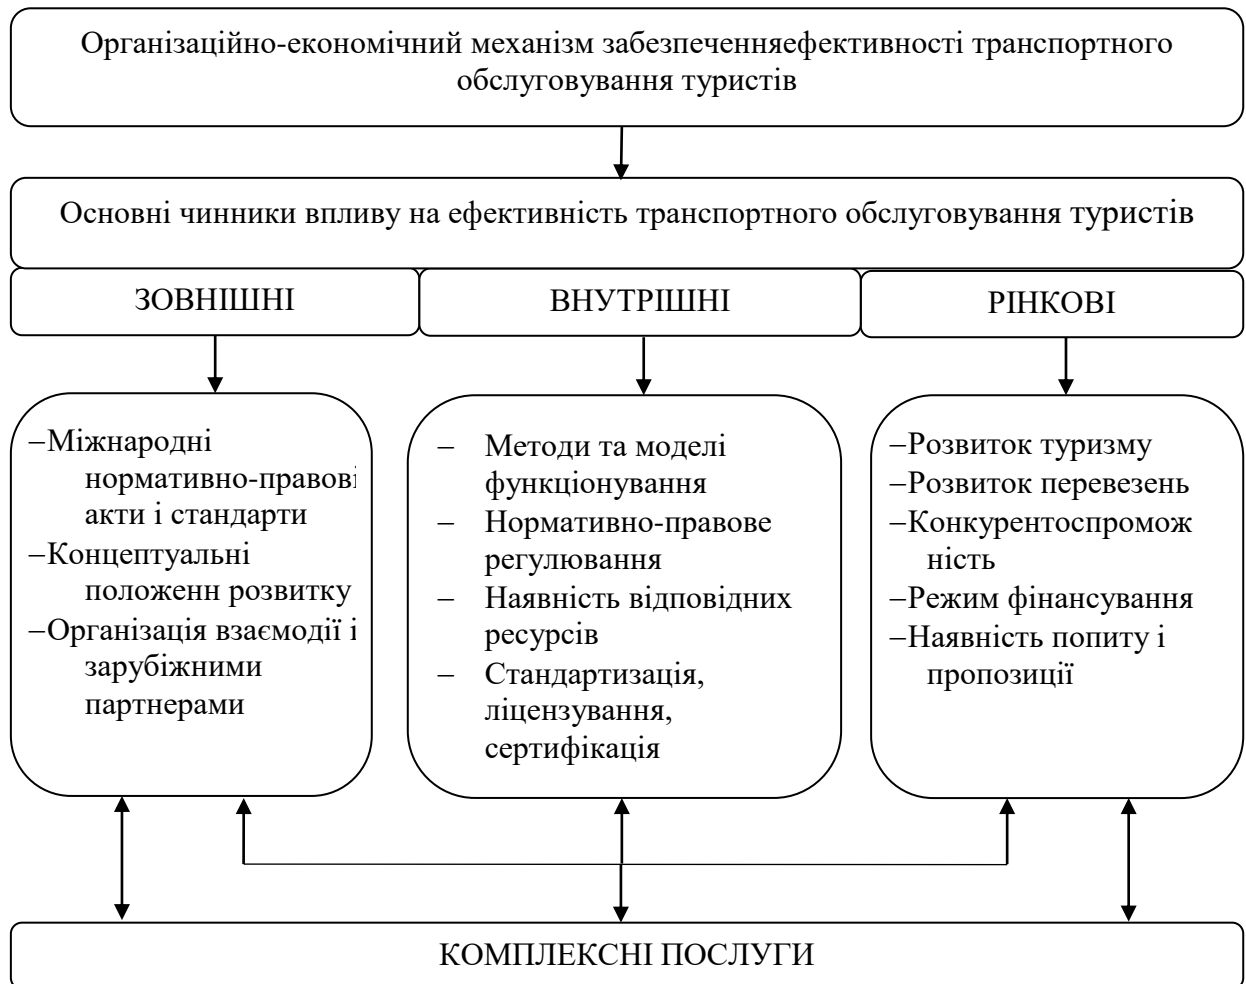 Організаційно-економічний механізм забезпеченняефективності транспортного
обслуговування туристів
Основні чинники впливу на ефективність транспортного обслуговування туристів
ЗОВНІШНІ
ВНУТРІШНІ
РІНКОВІ
–Міжнародні
нормативно-правові
акти і стандарти
–Концептуальні
положенн розвитку
–Організація взаємодії і
зарубіжними
партнерами
– Методи та моделі
функціонування
– Нормативно-правове
регулювання
– Наявність відповідних
ресурсів
– Стандартизація,
ліцензування,
сертифікація
–Розвиток туризму
–Розвиток перевезень
–Конкурентоспромож
ність
–Режим фінансування
–Наявність попиту і
пропозиції
КОМПЛЕКСНІ ПОСЛУГИ